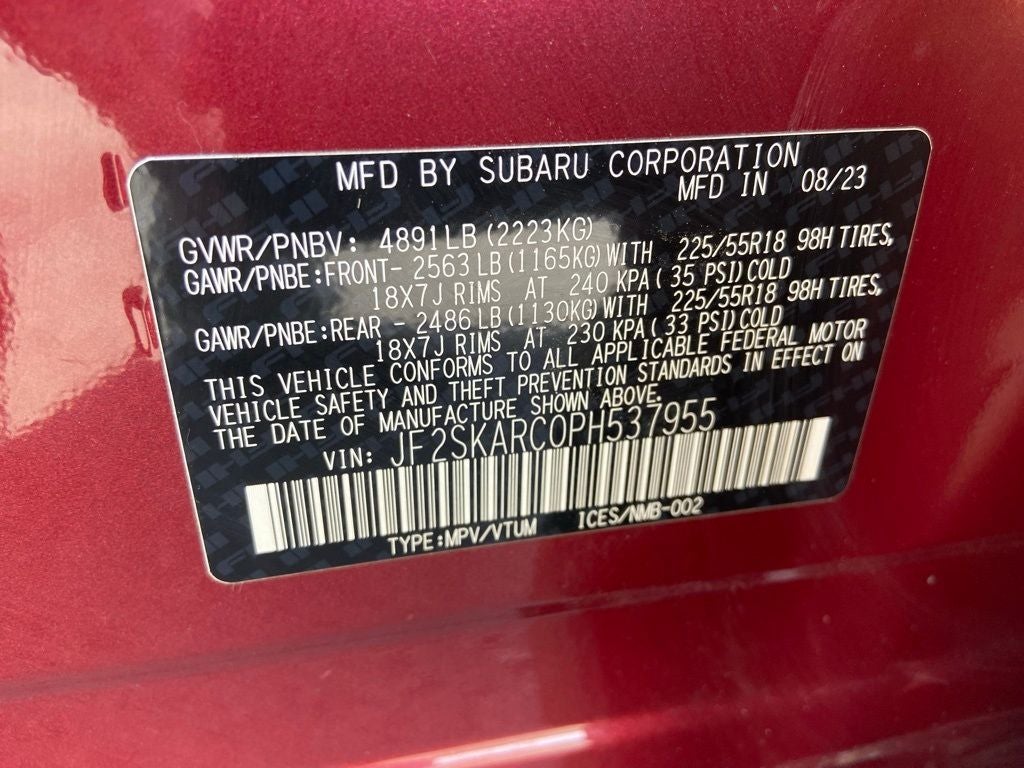 MFD BY SUBARU CORPORATION
MFD IN 08/23
GVWR/PNBV: 4891LB(2223KG)
GAWR/PNBE:FRONT- 2563LB(1165KG)WITH 225/55R18 98H TIRES,
18X7J RIMS AT 240 KPA(35 PSI)COLD
GAWR/PNBE:REAR - 2486LB(1130KG)WITH 225/55R18 98H TIRES,
18X7J RIMS AT 230 KPA(33 PSI)COLD
THIS VEHICLE CONFORMS TO ALL APPLICABLE FEDERAL MOTOR
VEHICLE SAFETY AND THEFT PREVENTION STANDARDS IN EFFECT ON
THE DATE OF MANUFACTURE SHOWN ABOVE.
VIN: JF2SKARC0PH537955
TYPE:MPV/VTUM ICES/NMB-002